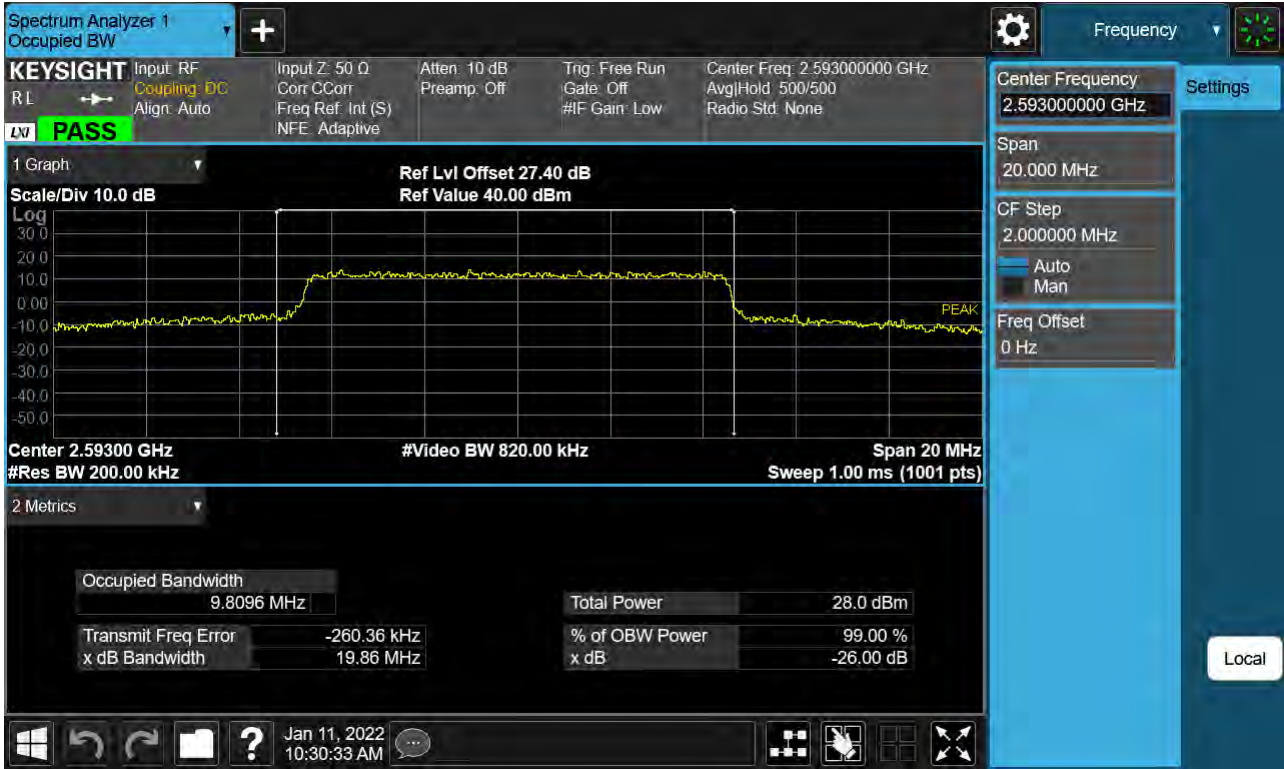 Spectrum Analyzer 1
Occupied BW
Frequency
KEYSIGHT
R L
LXI
PASS
Input: RF
Coupling: DC
Align: Auto
Input Z: 50 Ω
Corr CCorr
Freq Ref: Int (S)
NFE: Adaptive
Atten: 10 dB
Preamp: Off
Trig: Free Run
Gate: Off
#IF Gain: Low
Center Freq: 2.593000000 GHz
Avg|Hold: 500/500
Radio Std: None
Center Frequency
2.593000000 GHz
Settings
Span
20.000 MHz
CF Step
2.000000 MHz
Auto
Man
Freq Offset
0 Hz
1 Graph
Scale/Div 10.0 dB
Ref Lvl Offset 27.40 dB
Ref Value 40.00 dBm
Log
30.0
20.0
10.0
0.00
-10.0
-20.0
-30.0
-40.0
-50.0
PEAK
Center 2.59300 GHz
#Video BW 820.00 kHz
Span 20 MHz
#Res BW 200.00 kHz
Sweep 1.00 ms (1001 pts)
2 Metrics
Occupied Bandwidth
9.8096 MHz
Total Power 28.0 dBm
Transmit Freq Error -260.36 kHz
% of OBW Power 99.00 %
x dB Bandwidth 19.86 MHz
x dB -26.00 dB
Local
?
Jan 11, 2022
10:30:33 AM